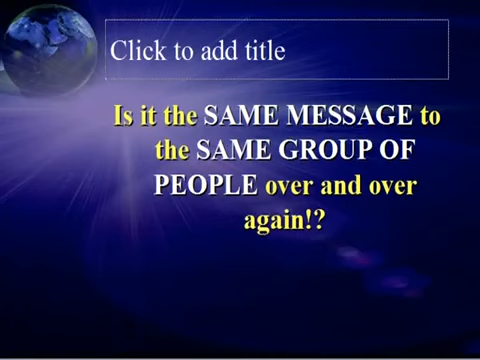 Click to add title
Is it the SAME MESSAGE to
the SAME GROUP OF
PEOPLE over and over
again!?